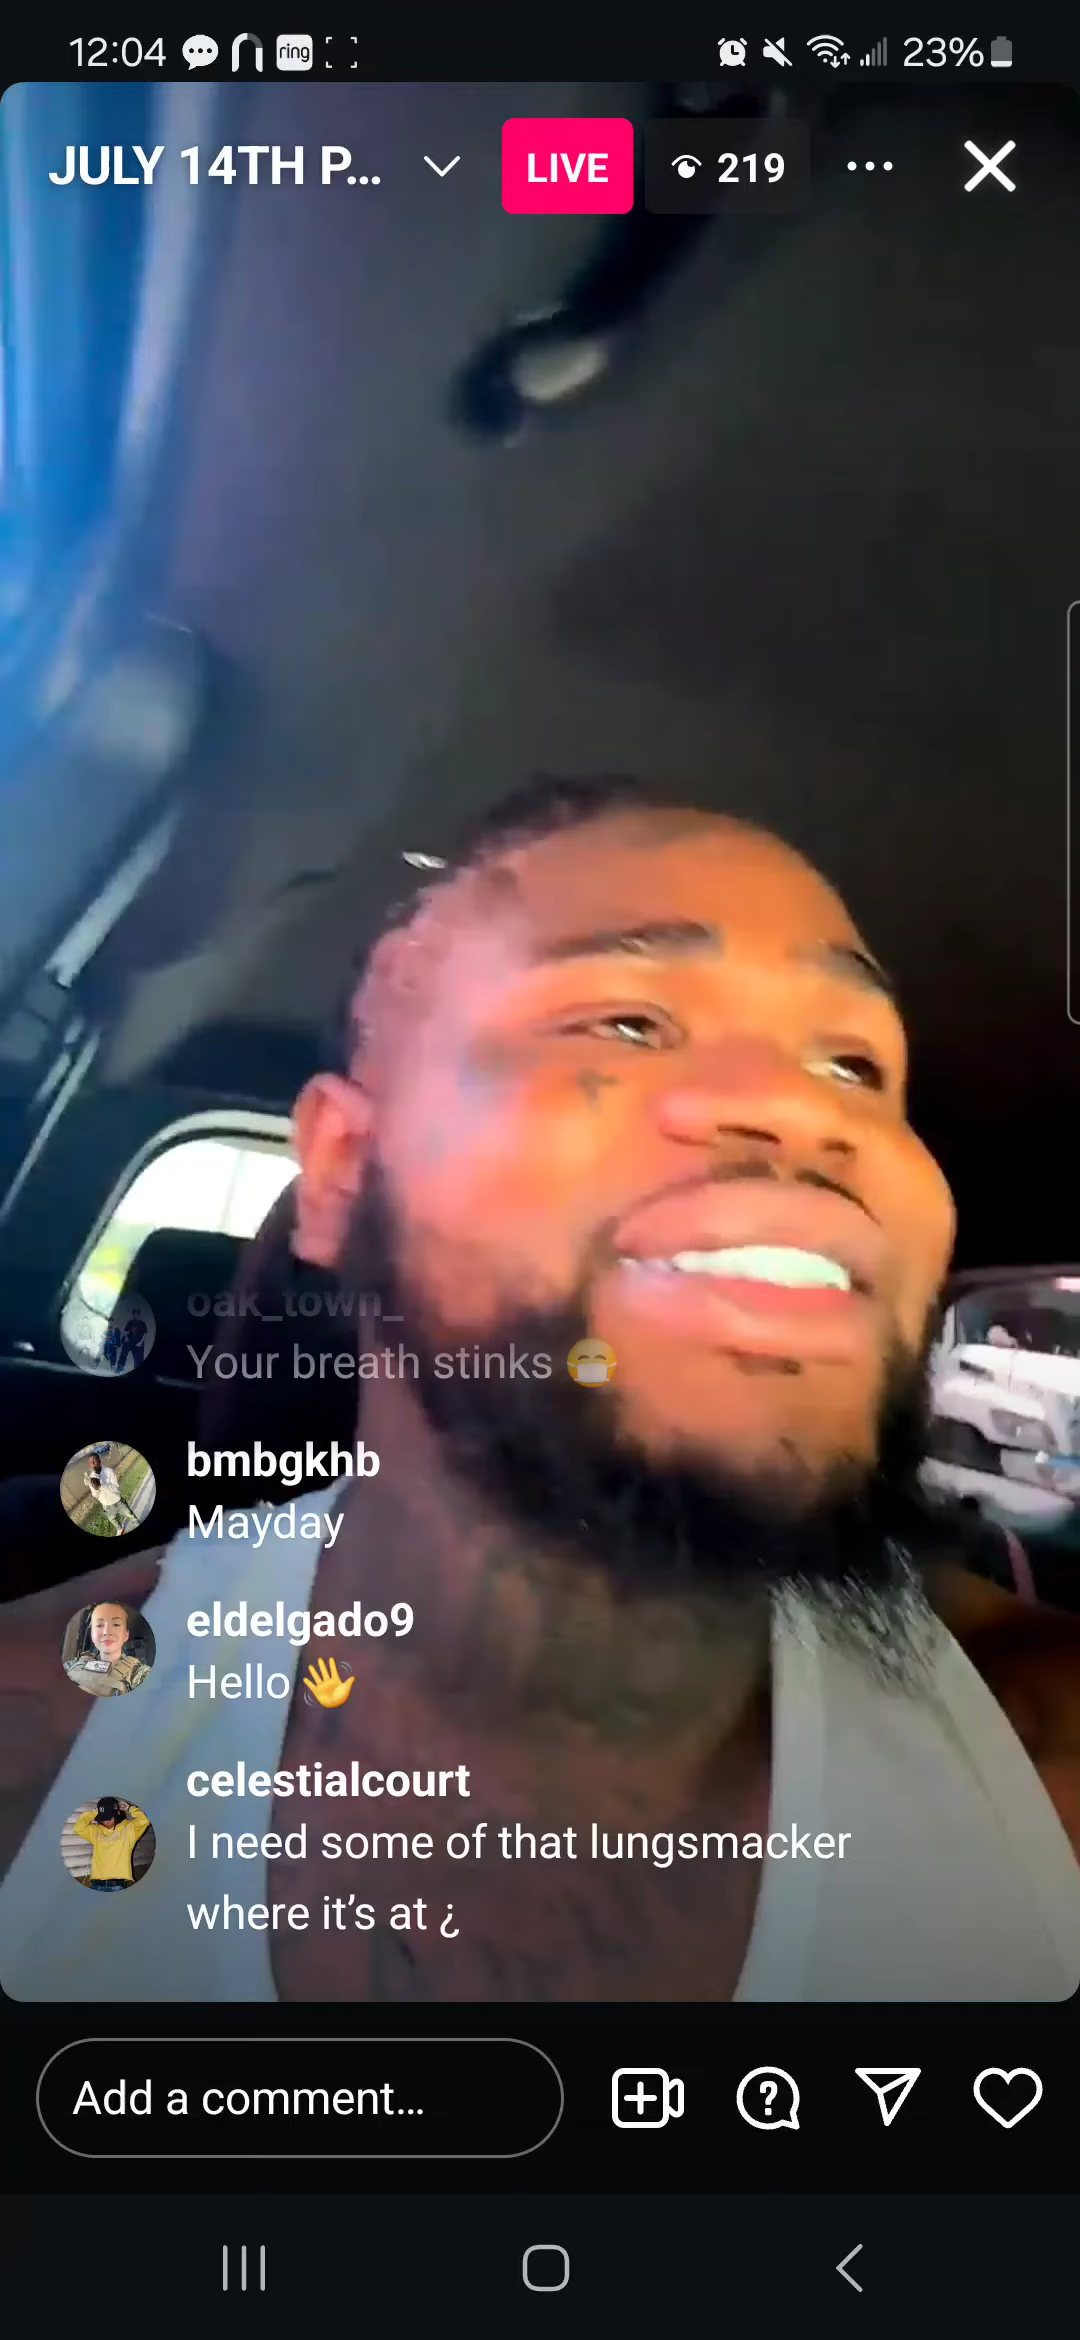 12:04 ring 23%
JULY 14TH P... LIVE 219
oak_town_
Your breath stinks 😷
bmbgkhb
Mayday
eldelgado9
Hello 👋
celestialcourt
I need some of that lungsmacker
where it's at ¿
Add a comment...